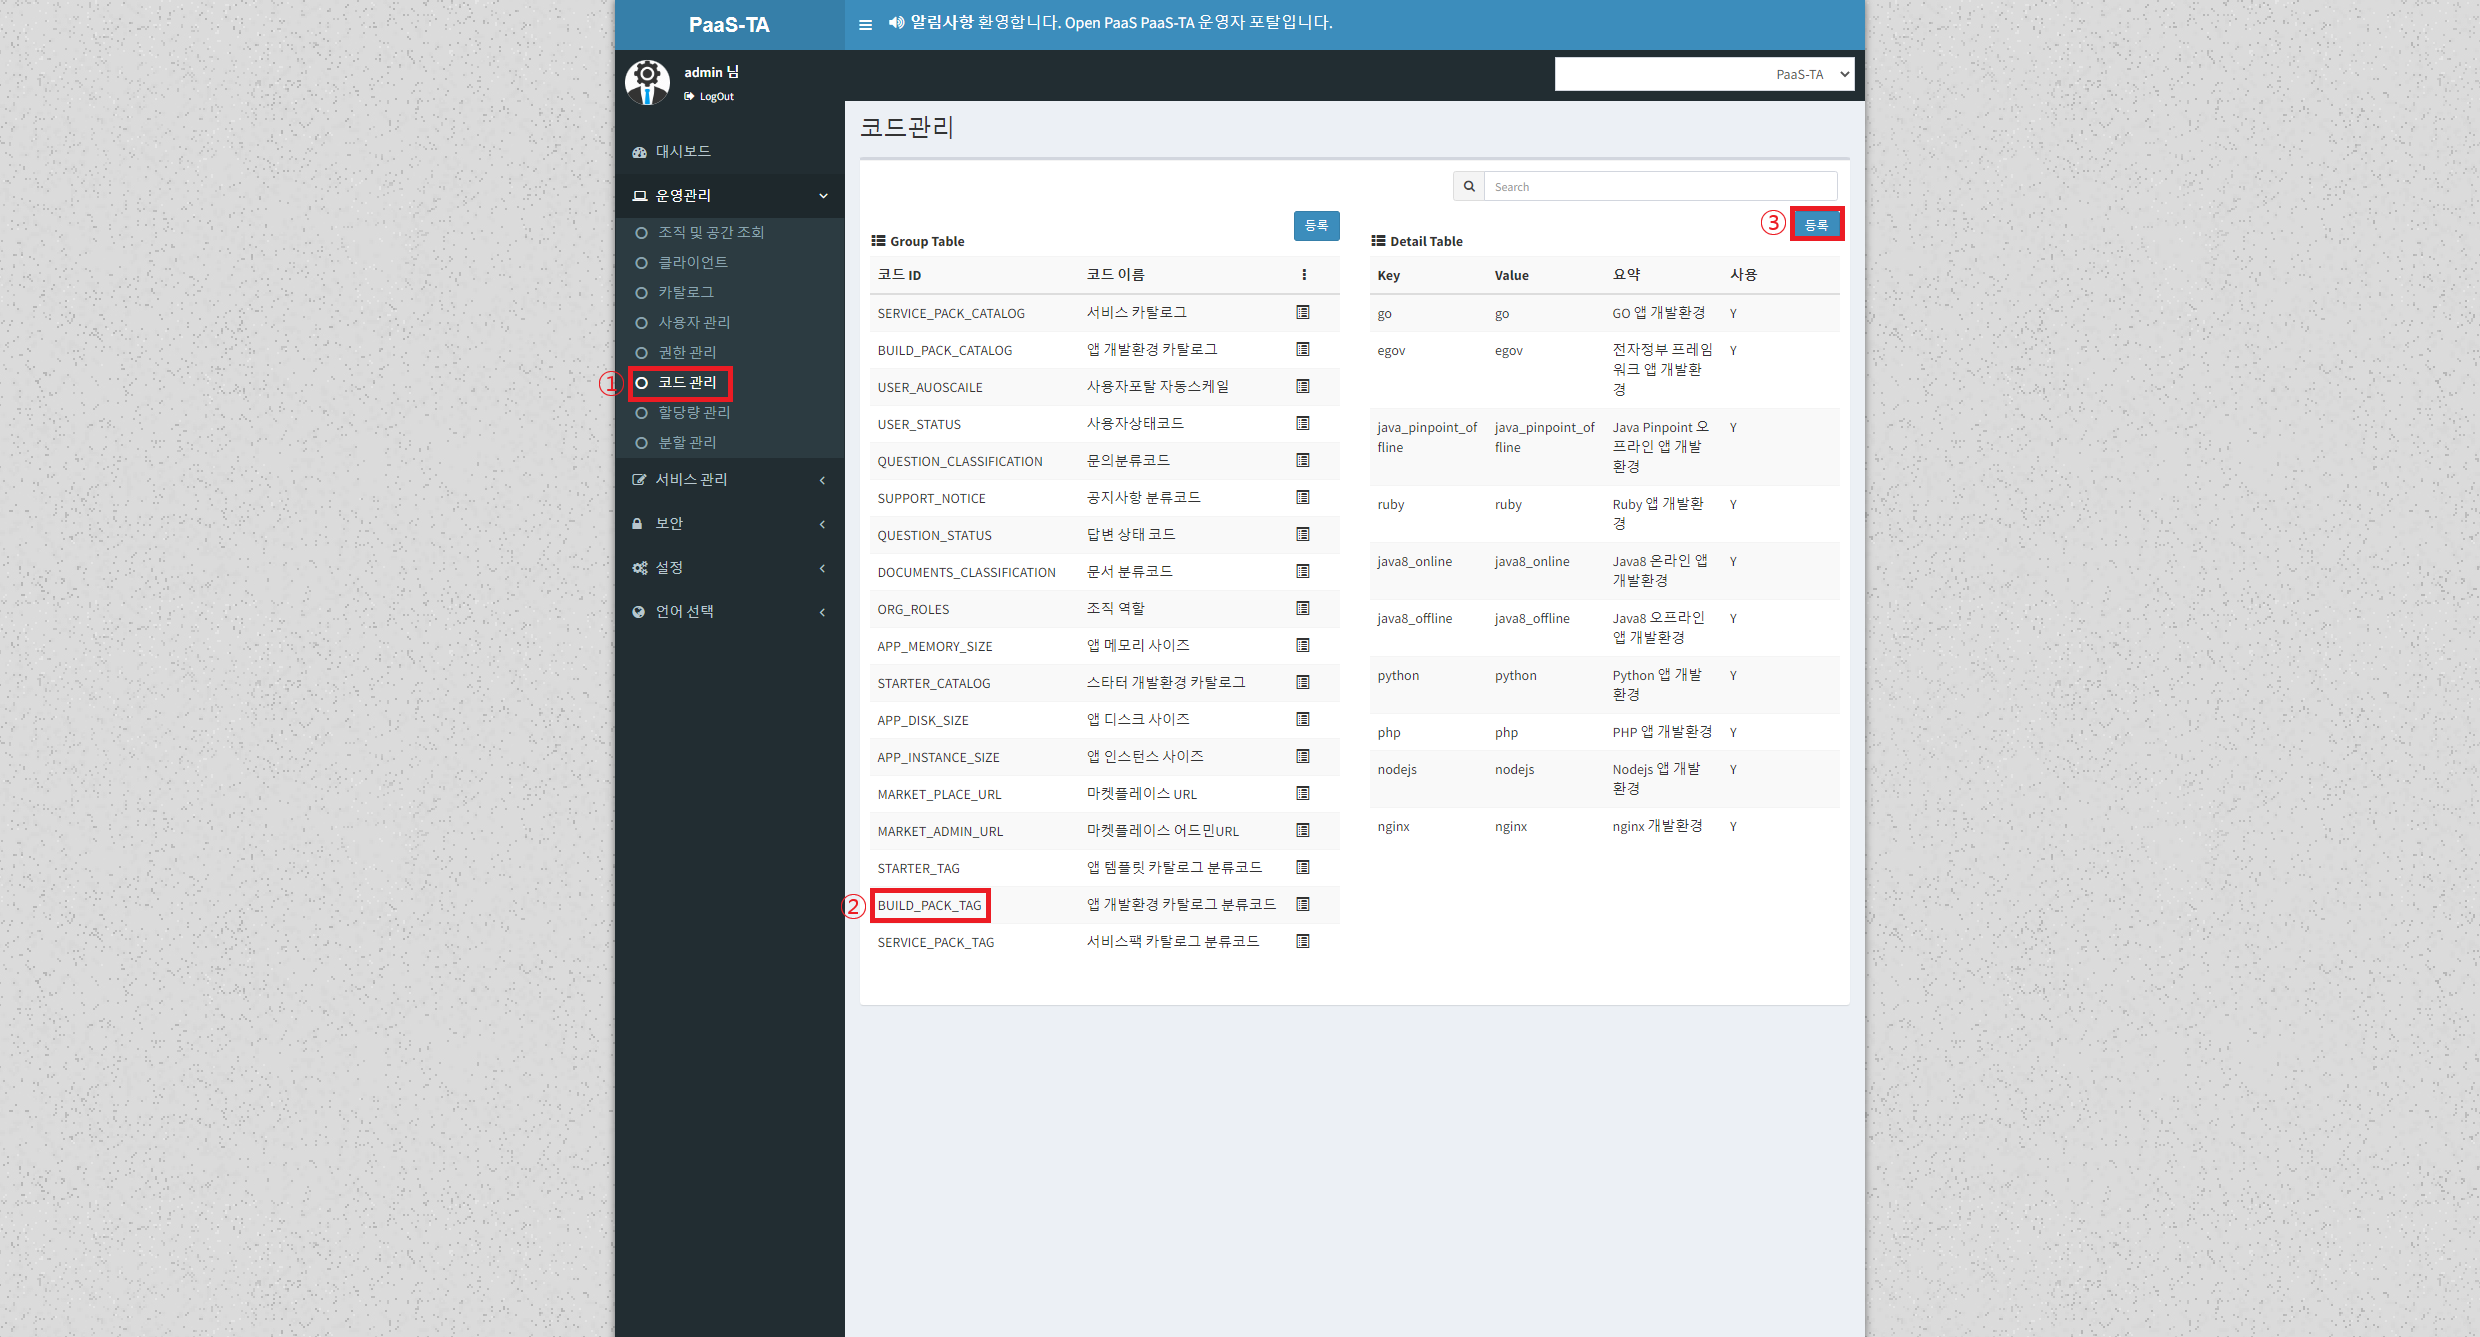 PaaS-TA
알림사항 환영합니다. Open PaaS PaaS-TA 운영자 포탈입니다.
admin 님
LogOut
PaaS-TA
대시보드
운영관리
조직 및 공간 조회
클라이언트
카탈로그
사용자 관리
권한 관리
① 코드 관리
할당량 관리
분할 관리
서비스 관리
보안
설정
언어 선택
코드관리
Search
등록
Group Table
코드 ID 코드 이름
SERVICE_PACK_CATALOG 서비스 카탈로그
BUILD_PACK_CATALOG 앱 개발환경 카탈로그
USER_AUOSCAILE 사용자포탈 자동스케일
USER_STATUS 사용자상태코드
QUESTION_CLASSIFICATION 문의분류코드
SUPPORT_NOTICE 공지사항 분류코드
QUESTION_STATUS 답변 상태 코드
DOCUMENTS_CLASSIFICATION 문서 분류코드
ORG_ROLES 조직 역할
APP_MEMORY_SIZE 앱 메모리 사이즈
STARTER_CATALOG 스타터 개발환경 카탈로그
APP_DISK_SIZE 앱 디스크 사이즈
APP_INSTANCE_SIZE 앱 인스턴스 사이즈
MARKET_PLACE_URL 마켓플레이스 URL
MARKET_ADMIN_URL 마켓플레이스 어드민URL
STARTER_TAG 앱 템플릿 카탈로그 분류코드
② BUILD_PACK_TAG 앱 개발환경 카탈로그 분류코드
SERVICE_PACK_TAG 서비스팩 카탈로그 분류코드
③ 등록
Detail Table
Key Value 요약 사용
go go GO 앱 개발환경 Y
egov egov 전자정부 프레임 Y
워크 앱 개발환
경
java_pinpoint_of java_pinpoint_of Java Pinpoint 오 Y
fline fline 프라인 앱 개발
환경
ruby ruby Ruby 앱 개발환 Y
경
java8_online java8_online Java8 온라인 앱 Y
개발환경
java8_offline java8_offline Java8 오프라인 Y
앱 개발환경
python python Python 앱 개발 Y
환경
php php PHP 앱 개발환경 Y
nodejs nodejs Nodejs 앱 개발 Y
환경
nginx nginx nginx 개발환경 Y